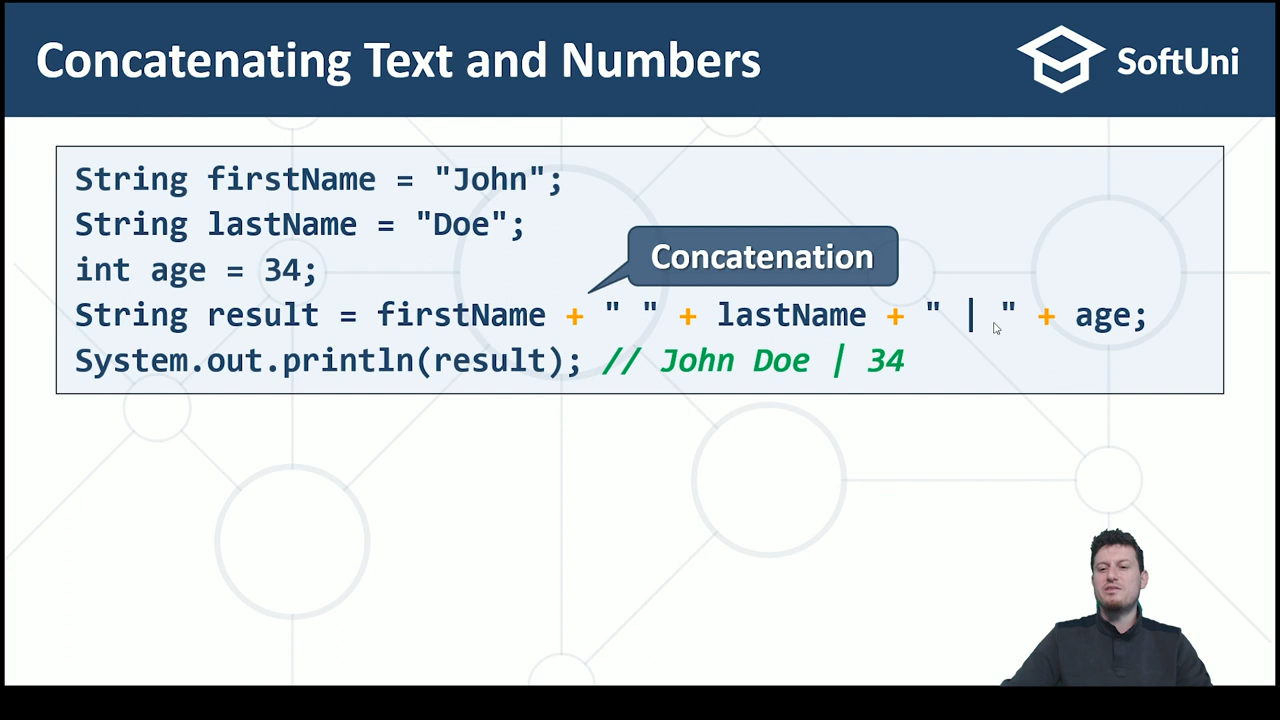 Concatenating Text and Numbers
SoftUni
String firstName = "John";
String lastName = "Doe";
int age = 34;
Concatenation
String result = firstName + " " + lastName + " | " + age;
System.out.println(result); // John Doe | 34